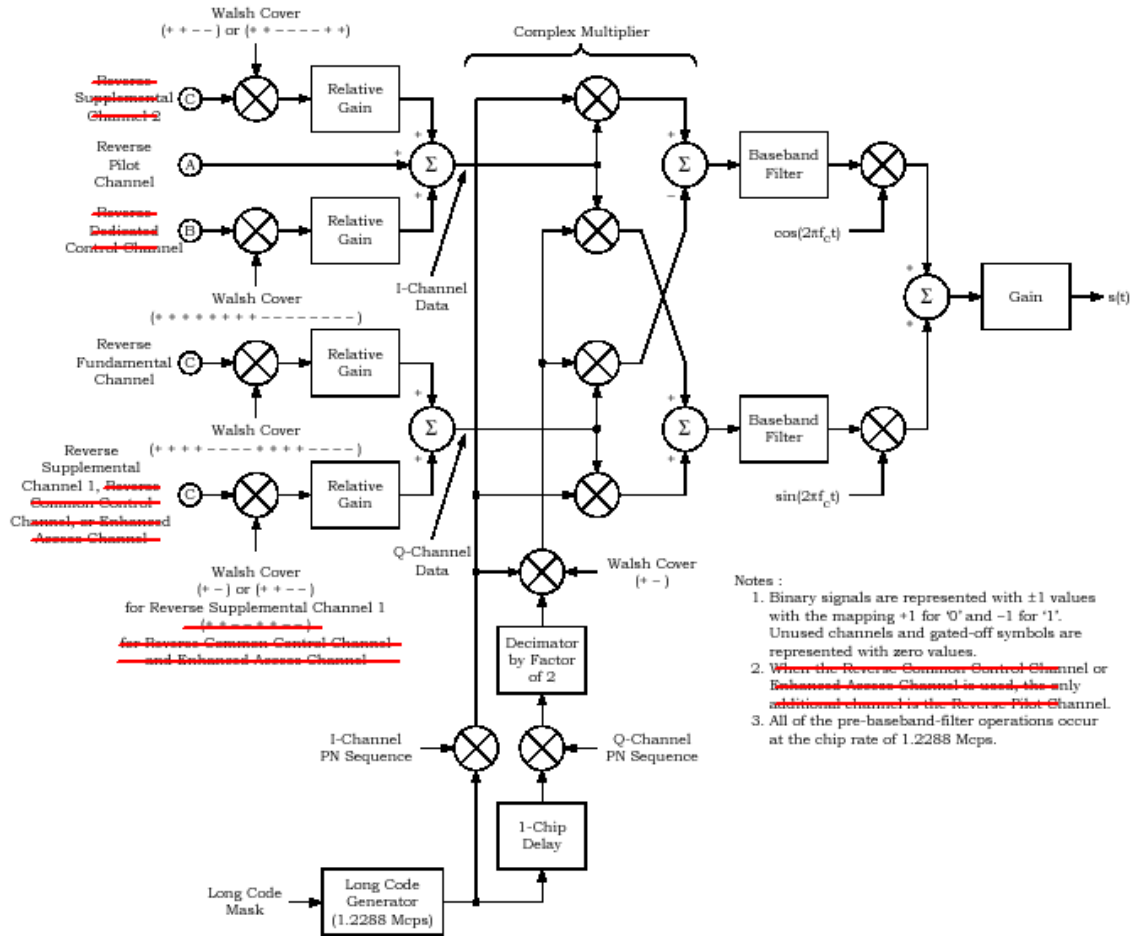 Walsh Cover
(+ + − −) or (+ + − − − − + +)
Complex Multiplier
Reverse
Supplemental
Channel 2
C
Relative
Gain
Reverse
Pilot
Channel
A
Σ
Σ
Baseband
Filter
Reverse
Dedicated
Control Channel
B
Relative
Gain
cos(2πf_c t)
I-Channel
Data
Walsh Cover
(+ + + + + + + + − − − − − − − −)
Σ
Gain
s(t)
Reverse
Fundamental
Channel
C
Relative
Gain
Walsh Cover
(+ + + + − − − − + + + + − − − −)
Σ
Σ
Baseband
Filter
Reverse
Supplemental
Channel 1, Reverse
Common Control
Channel, or Enhanced
Access Channel
C
Relative
Gain
sin(2πf_c t)
Q-Channel
Data
Walsh Cover
(+ −) or (+ + − −)
for Reverse Supplemental Channel 1
(+ + − − + + − −)
for Reverse Common Control Channel
and Enhanced Access Channel
Walsh Cover
(+ −)
Decimator
by Factor
of 2
I-Channel
PN Sequence
Q-Channel
PN Sequence
1-Chip
Delay
Long Code
Mask
Long Code
Generator
(1.2288 Mcps)
Notes :
1. Binary signals are represented with ±1 values
with the mapping +1 for '0' and −1 for '1'.
Unused channels and gated-off symbols are
represented with zero values.
2. When the Reverse Common Control Channel or
Enhanced Access Channel is used, the only
additional channel is the Reverse Pilot Channel.
3. All of the pre-baseband-filter operations occur
at the chip rate of 1.2288 Mcps.